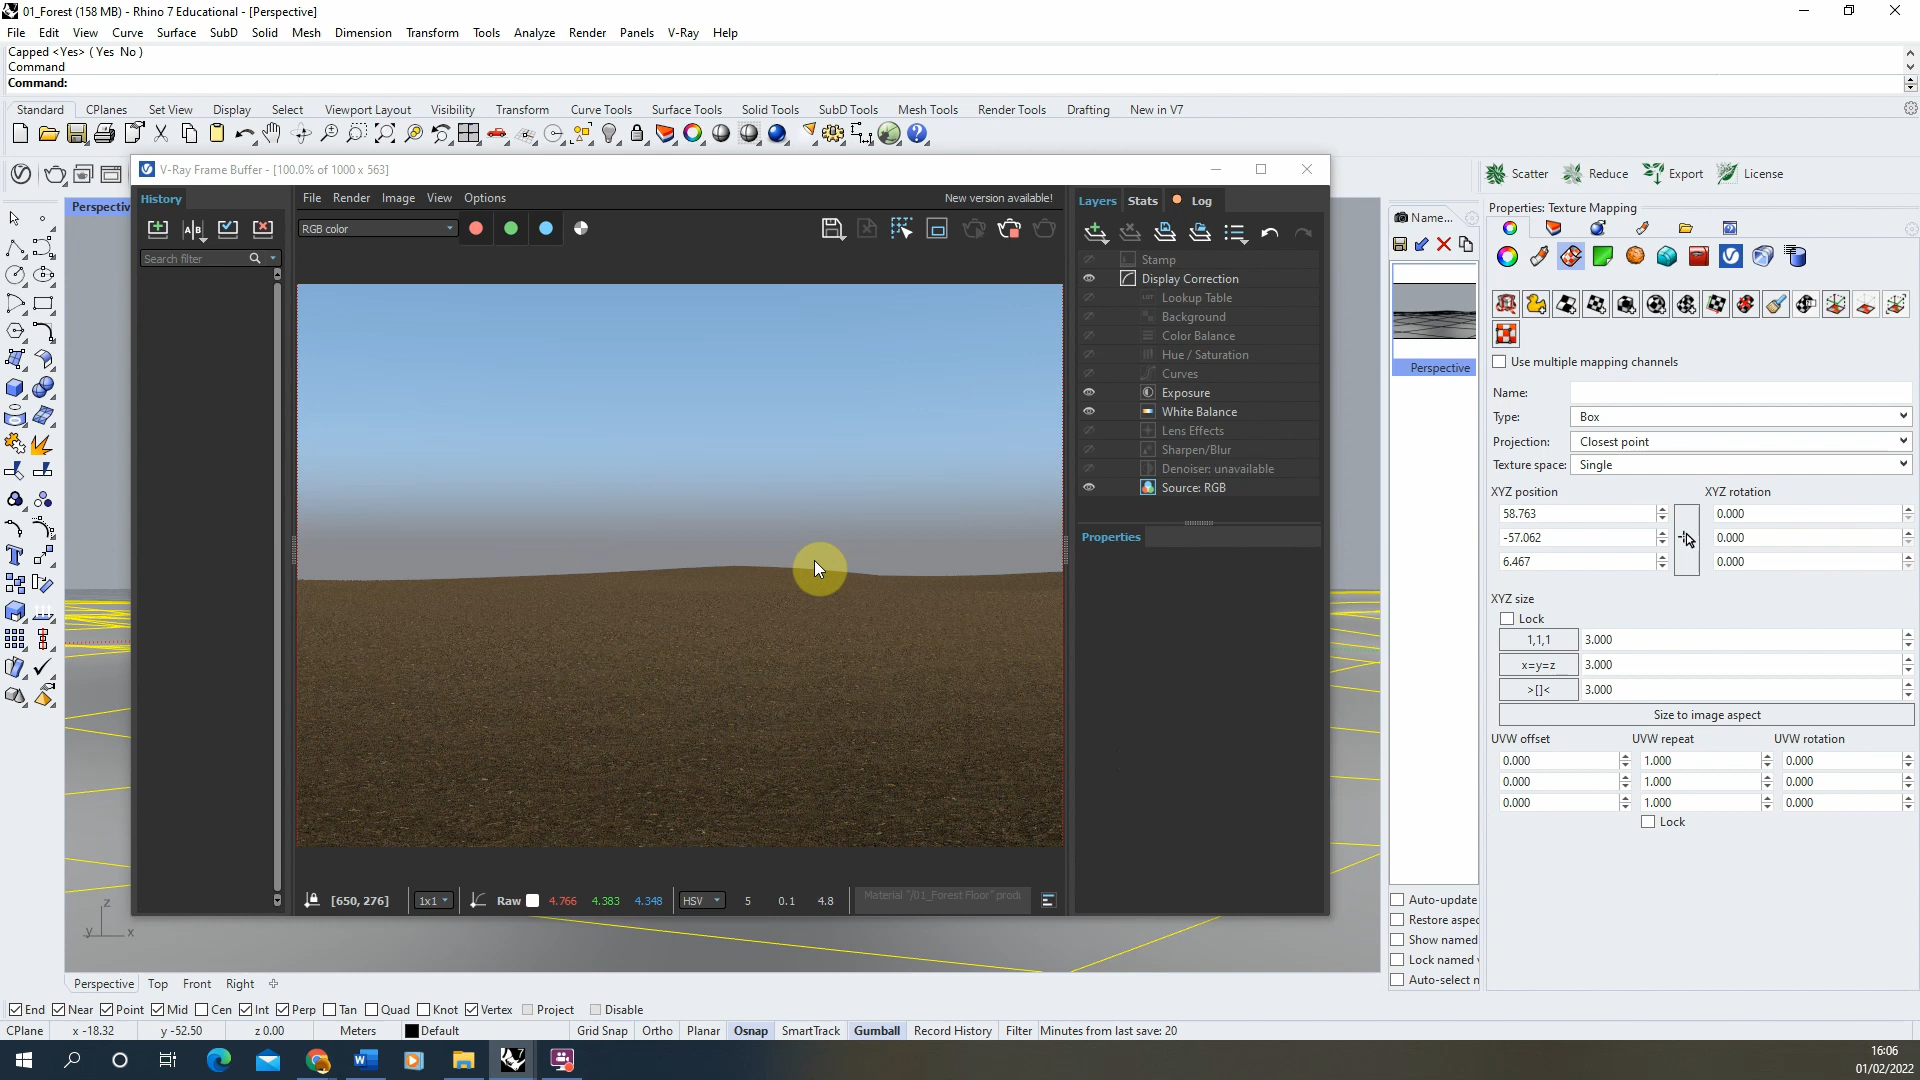 01_Forest (158 MB) - Rhino 7 Educational - [Perspective]
File Edit View Curve Surface SubD Solid Mesh Dimension Transform Tools Analyze Render Panels V-Ray Help
Capped <Yes> ( Yes No )
Command
Command:
Standard CPlanes Set View Display Select Viewport Layout Visibility Transform Curve Tools Surface Tools Solid Tools SubD Tools Mesh Tools Render Tools Drafting New in V7
V-Ray Frame Buffer - [100.0% of 1000 x 563]
Scatter Reduce Export License
History
File Render Image View Options New version available!
Layers Stats Log
Perspectiv
Name...
Properties: Texture Mapping
RGB color
Search filter
Stamp
Display Correction
Lookup Table
Background
Color Balance
Hue / Saturation
Curves
Exposure
White Balance
Lens Effects
Sharpen/Blur
Denoiser: unavailable
Source: RGB
Properties
Perspective
Use multiple mapping channels
Name:
Type: Box
Projection: Closest point
Texture space: Single
XYZ position XYZ rotation
58.763 0.000
-57.062 0.000
6.467 0.000
XYZ size
Lock
1,1,1 3.000
x=y=z 3.000
>[]< 3.000
Size to image aspect
UVW offset UVW repeat UVW rotation
0.000 1.000 0.000
0.000 1.000 0.000
0.000 1.000 0.000
Lock
[650, 276] 1x1 Raw 4.766 4.383 4.348 HSV 5 0.1 4.8 Material "/01_Forest Floor" prod
Auto-update
Restore aspec
Show named
Lock named v
Auto-select n
z
y x
Perspective Top Front Right
End Near Point Mid Cen Int Perp Tan Quad Knot Vertex Project Disable
CPlane x -18.32 y -52.50 z 0.00 Meters Default Grid Snap Ortho Planar Osnap SmartTrack Gumball Record History Filter Minutes from last save: 20
16:06
01/02/2022